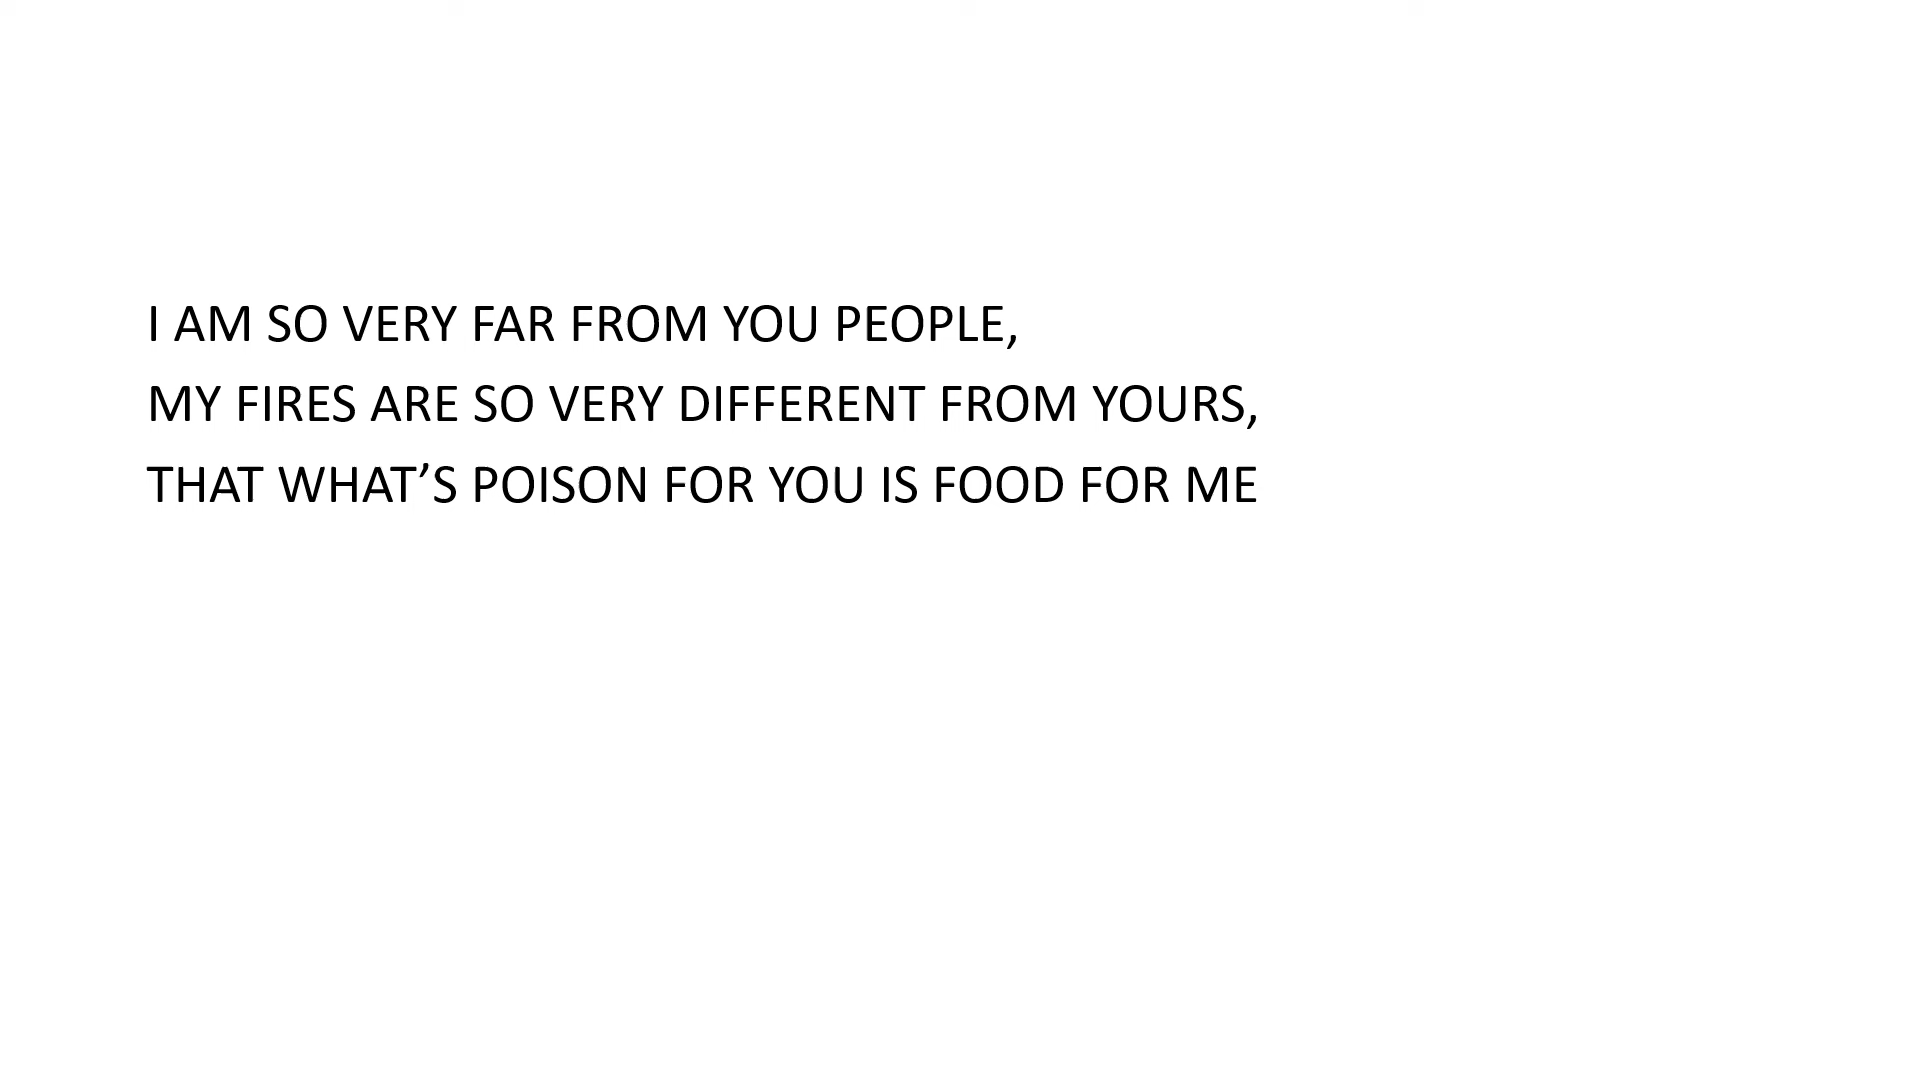 I AM SO VERY FAR FROM YOU PEOPLE,
MY FIRES ARE SO VERY DIFFERENT FROM YOURS,
THAT WHAT’S POISON FOR YOU IS FOOD FOR ME